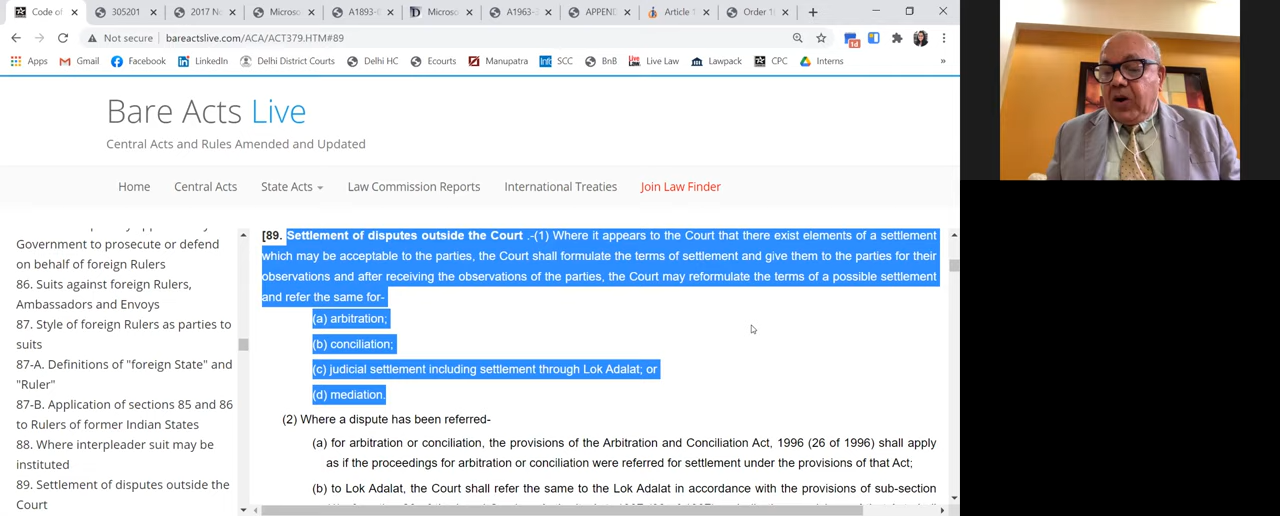 Code of
305201
2017 Ne
Microso
A1893-
Microso
A1963-
APPEND
Article 1
Order 1
Not secure | bareactslive.com/ACA/ACT379.HTM#89
Apps Gmail Facebook LinkedIn Delhi District Courts Delhi HC Ecourts Manupatra SCC BnB Live Law Lawpack CPC Interns »
Bare Acts Live
Central Acts and Rules Amended and Updated
Home Central Acts State Acts Law Commission Reports International Treaties Join Law Finder
Government to prosecute or defend
on behalf of foreign Rulers
86. Suits against foreign Rulers,
Ambassadors and Envoys
87. Style of foreign Rulers as parties to
suits
87-A. Definitions of "foreign State" and
"Ruler"
87-B. Application of sections 85 and 86
to Rulers of former Indian States
88. Where interpleader suit may be
instituted
89. Settlement of disputes outside the
Court
[89. Settlement of disputes outside the Court .-(1) Where it appears to the Court that there exist elements of a settlement
which may be acceptable to the parties, the Court shall formulate the terms of settlement and give them to the parties for their
observations and after receiving the observations of the parties, the Court may reformulate the terms of a possible settlement
and refer the same for-
(a) arbitration;
(b) conciliation;
(c) judicial settlement including settlement through Lok Adalat; or
(d) mediation.
(2) Where a dispute has been referred-
(a) for arbitration or conciliation, the provisions of the Arbitration and Conciliation Act, 1996 (26 of 1996) shall apply
as if the proceedings for arbitration or conciliation were referred for settlement under the provisions of that Act;
(b) to Lok Adalat, the Court shall refer the same to the Lok Adalat in accordance with the provisions of sub-section